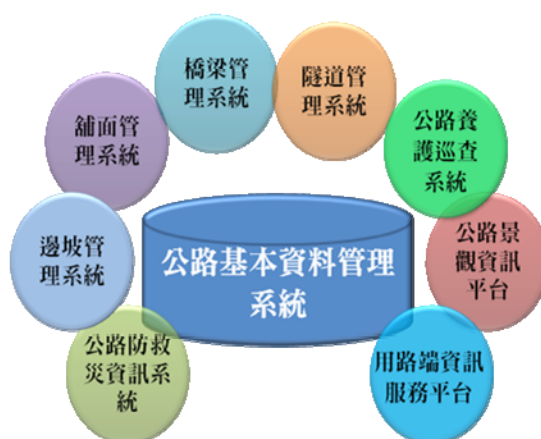 橋梁管
理系統
隧道管
理系統
舖面管
理系統
公路養
護巡查
系統
邊坡管
理系統
公路基本資料管理
系統
公路景
觀資訊
平台
公路防救
災資訊系
統
用路端資訊
服務平台